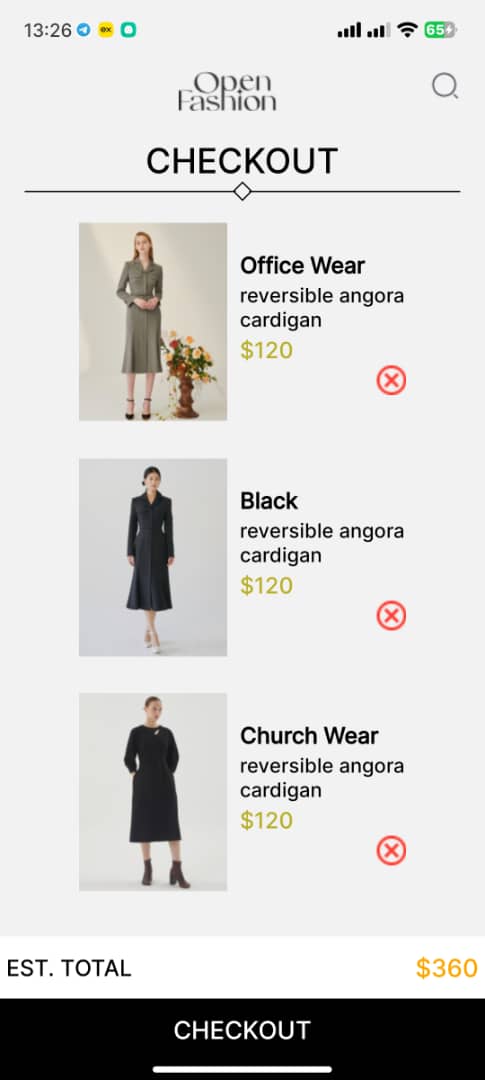 13:26
ex
65
Open
Fashion
CHECKOUT
Office Wear
reversible angora
cardigan
$120
Black
reversible angora
cardigan
$120
Church Wear
reversible angora
cardigan
$120
EST. TOTAL $360
CHECKOUT